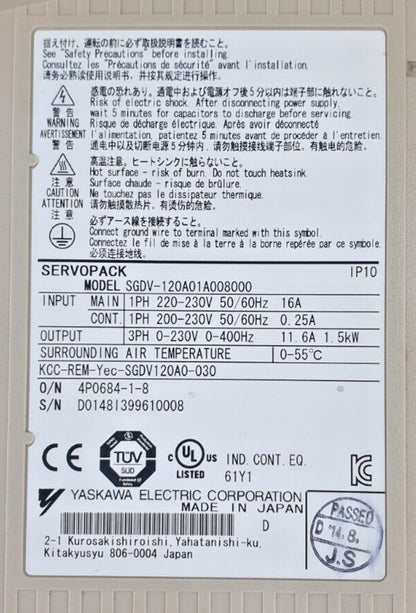 据え付け、運転の前に必ず取扱説明書を読むこと。
See "Safety Precautions" before installing.
Consultez les "Précautions de sécurité" avant l'installation.
请务必熟读使用说明书，并按其规定进行操作。
感電の恐れあり。通電中および電源オフ後5分以内は端子部に触れないこと。
Risk of electric shock. After disconnecting power supply,
警告 wait 5 minutes for capacitors to discharge before servicing.
WARNING Risque de décharge électrique. Après avoir déconnecté
AVERTISSEMENT l'alimentation, patientez 5 minutes avant de procéder à l'entretien.
警告 通电中以及切断电源5分钟内、请勿触摸接线端子部位。有触电的危险。
高温注意。ヒートシンクに触らないこと。
Hot surface - risk of burn. Do not touch heatsink.
注意 Surface chaude - risque de brûlure.
CAUTION Ne touchez pas le dissipateur thermique.
ATTENTION 请勿触摸散热片。有烫伤的危险。
注意
必ずアース線を接続すること。
Connect ground wire to terminal marked with this symbol.
Connectez le fil de mise à la terre à la borne repérée par ce symbole.
必须连接地线。
SERVOPACK IP10
MODEL SGDV-120A01A008000
INPUT MAIN 1PH 220-230V 50/60Hz 16A
CONT. 1PH 200-230V 50/60Hz 0.25A
OUTPUT 3PH 0-230V 0-400Hz 11.6A 1.5kW
SURROUNDING AIR TEMPERATURE 0-55℃
KCC-REM-Yec-SGDV120A0-030
O/N 4P0684-1-8
S/N D0148I399610008
CE TÜV SÜD
C UL US LISTED IND. CONT. EQ.
61Y1
YASKAWA ELECTRIC CORPORATION
MADE IN JAPAN
D
2-1 Kurosakishiroishi, Yahatanishi-ku,
Kitakyusyu 806-0004 Japan
PASSED
D '14.8.
J.S